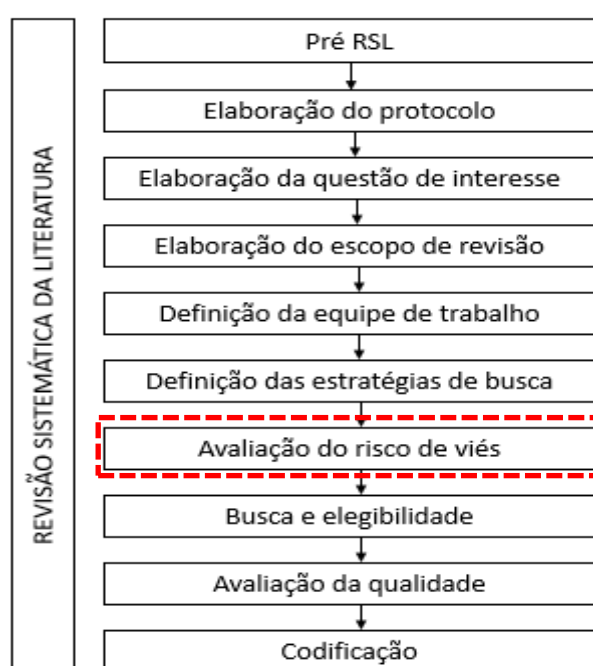 REVISÃO SISTEMÁTICA DA LITERATURA
Pré RSL
Elaboração do protocolo
Elaboração da questão de interesse
Elaboração do escopo de revisão
Definição da equipe de trabalho
Definição das estratégias de busca
Avaliação do risco de viés
Busca e elegibilidade
Avaliação da qualidade
Codificação